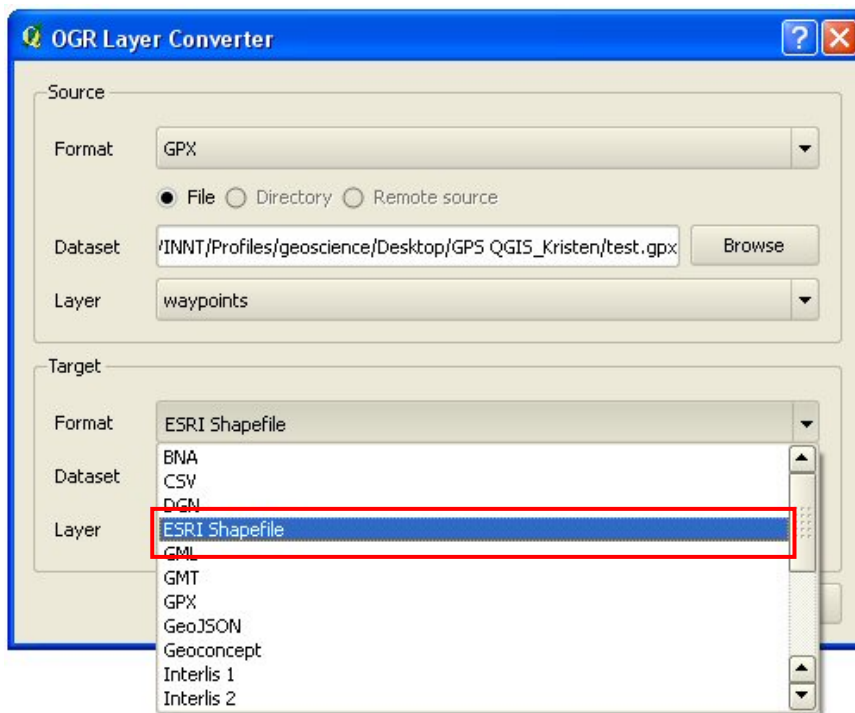 OGR Layer Converter
Source
Format GPX
File Directory Remote source
Dataset /INNT/Profiles/geoscience/Desktop/GPS QGIS_Kristen/test.gpx Browse
Layer waypoints
Target
Format ESRI Shapefile
BNA
Dataset CSV
DGN
Layer ESRI Shapefile
GML
GMT
GPX
GeoJSON
Geoconcept
Interlis 1
Interlis 2